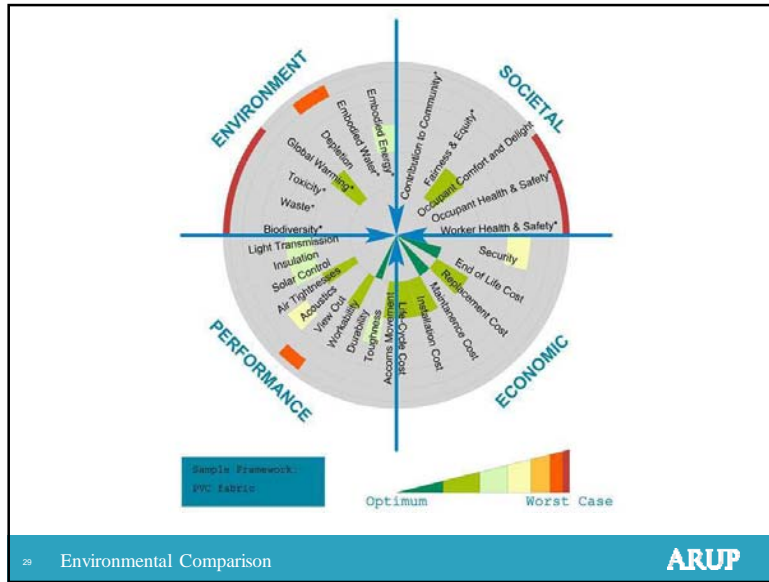 ENVIRONMENT
SOCIETAL
Embodied Energy*
Embodied Water*
Depletion
Global Warming*
Toxicity*
Waste*
Biodiversity*
Contribution to Community*
Fairness & Equity*
Occupant Comfort and Delight
Occupant Health & Safety*
Worker Health & Safety*
Light Transmission
Insulation
Solar Control
Air Tightnesses
Acoustics
View Out
Workability
Durability
Toughness
Accoms Movement
Life-Cycle Cost
Installation Cost
Maintanence Cost
Replacement Cost
End of Life Cost
Security
PERFORMANCE
ECONOMIC
Sample Framework:
PVC fabric
Optimum
Worst Case
29 Environmental Comparison
ARUP